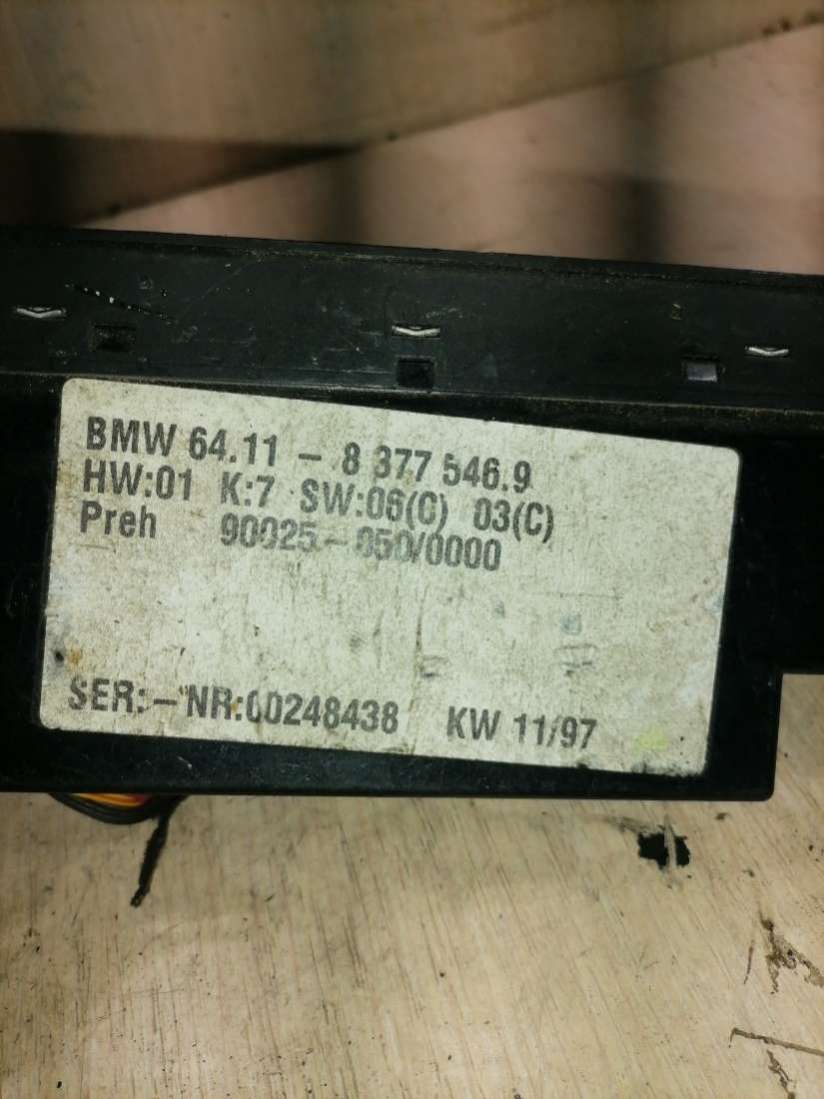 BMW 64.11 - 8 377 546.9
HW:01 K:7 SW:06(C) 03(C)
Preh 90025-050/0000
SER:-NR:00248438 KW 11/97